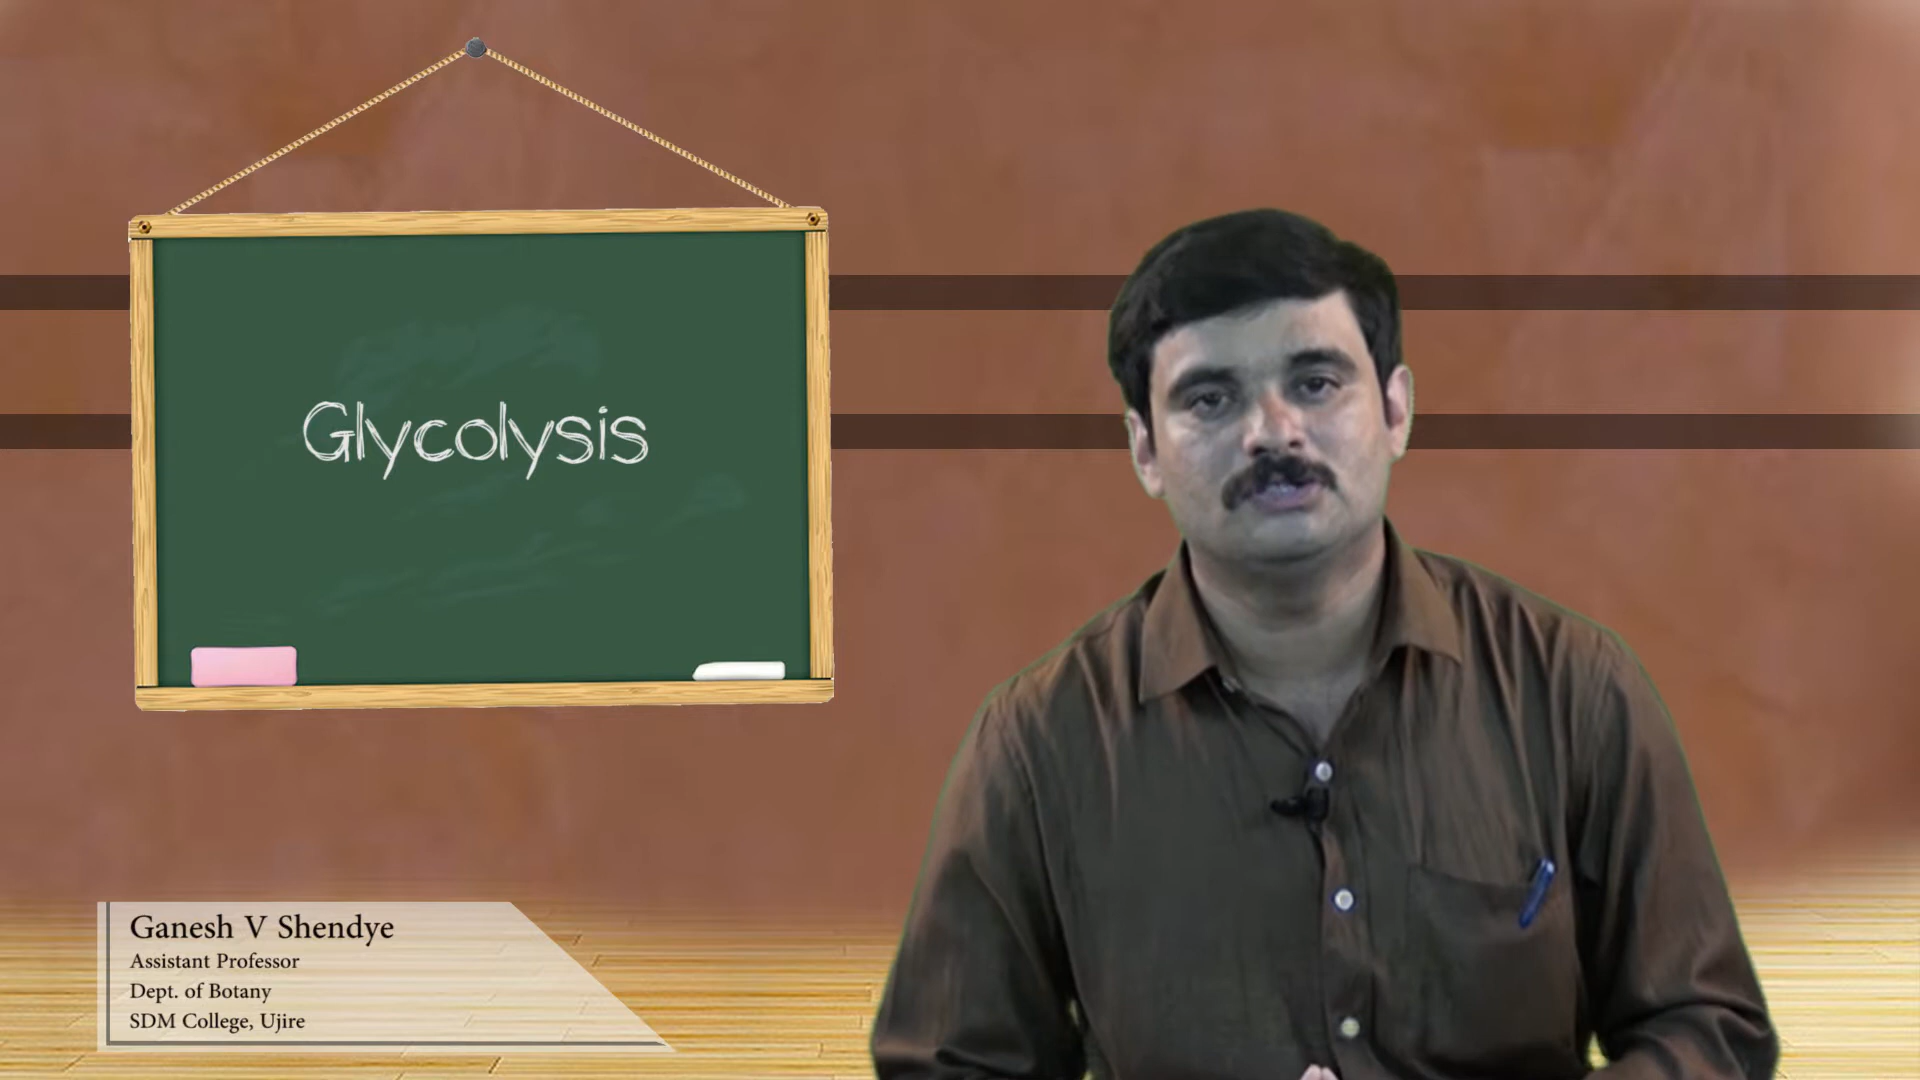 Glycolysis
Ganesh V Shendye
Assistant Professor
Dept. of Botany
SDM College, Ujire